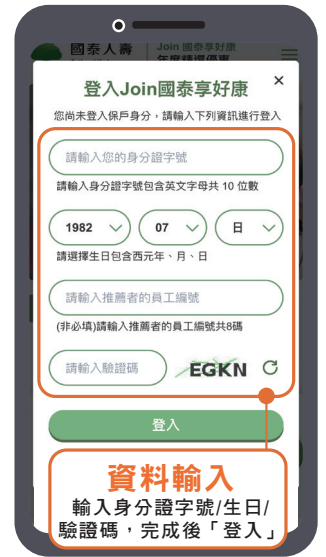 國泰人壽
Join 國泰享好康
年度精選優惠
登入Join國泰享好康
×
您尚未登入保戶身分，請輸入下列資訊進行登入
請輸入您的身分證字號
請輸入身分證字號包含英文字母共 10 位數
1982 07 日
請選擇生日包含西元年、月、日
請輸入推薦者的員工編號
(非必填)請輸入推薦者的員工編號共8碼
請輸入驗證碼 EGKN
登入
資料輸入
輸入身分證字號/生日/
驗證碼，完成後「登入」